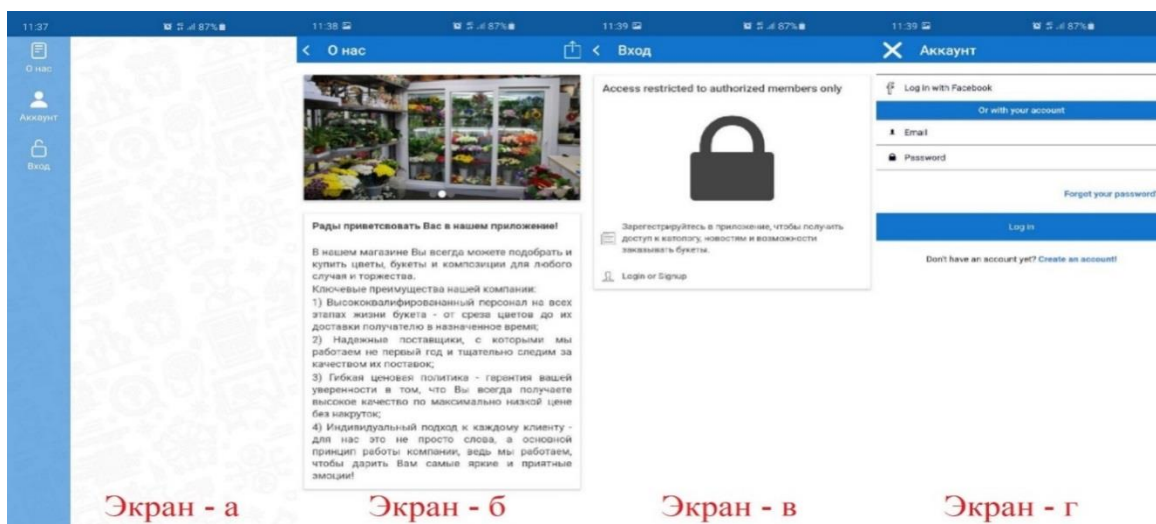 11:37
87%
О нас
Аккаунт
Вход
Экран - а
11:38
87%
О нас
Рады приветсвовать Вас в нашем приложение!
В нашем магазине Вы всегда можете подобрать и
купить цветы, букеты и композиции для любого
случая и торжества.
Ключевые преимущества нашей компании:
1) Высококвалифировананный персонал на всех
этапах жизни букета - от среза цветов до их
доставки получателю в назначенное время;
2) Надежные поставщики, с которыми мы
работаем не первый год и тщательно следим за
качеством их поставок;
3) Гибкая ценовая политика - гарантия вашей
уверенности в том, что Вы всегда получаете
высокое качество по максимально низкой цене
без накруток;
4) Индивидуальный подход к каждому клиенту -
для нас это не просто слова, а основной
принцип работы компании, ведь мы работаем,
чтобы дарить Вам самые яркие и приятные
эмоции!
Экран - б
11:39
87%
Вход
Access restricted to authorized members only
Зарегестрируйтесь в приложение, чтобы получить
доступ к катологу, новостям и возможности
заказывать букеты.
Login or Signup
Экран - в
11:39
87%
Аккаунт
Log in with Facebook
Or with your account
Email
Password
Forgot your password
Log in
Don't have an account yet? Create an account!
Экран - г